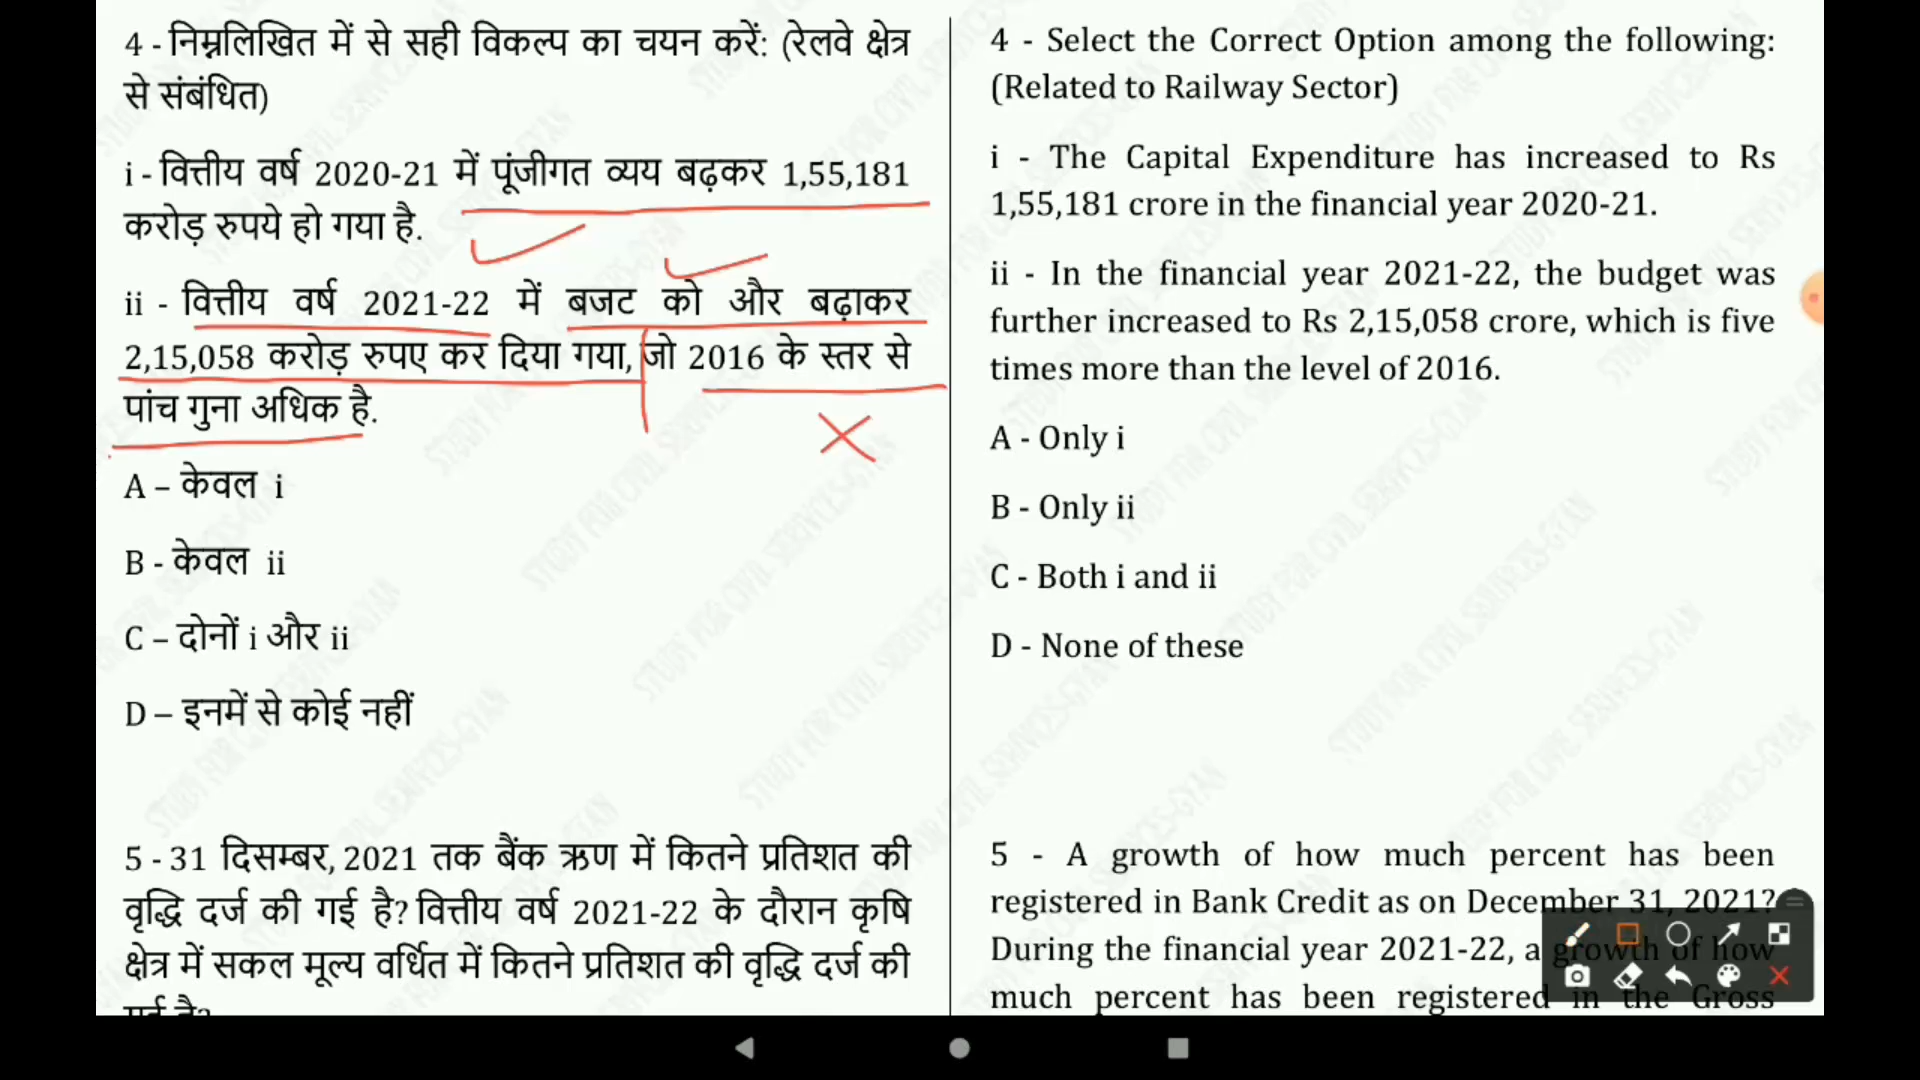 4 - निम्नलिखित में से सही विकल्प का चयन करें: (रेलवे क्षेत्र
से संबंधित)
i - वित्तीय वर्ष 2020-21 में पूंजीगत व्यय बढ़कर 1,55,181
करोड़ रुपये हो गया है.
ii - वित्तीय वर्ष 2021-22 में बजट को और बढ़ाकर
2,15,058 करोड़ रुपए कर दिया गया, जो 2016 के स्तर से
पांच गुना अधिक है.
A – केवल i
B - केवल ii
C – दोनों i और ii
D – इनमें से कोई नहीं
5 - 31 दिसम्बर, 2021 तक बैंक ऋण में कितने प्रतिशत की
वृद्धि दर्ज की गई है? वित्तीय वर्ष 2021-22 के दौरान कृषि
क्षेत्र में सकल मूल्य वर्धित में कितने प्रतिशत की वृद्धि दर्ज की
गई है?
4 - Select the Correct Option among the following:
(Related to Railway Sector)
i - The Capital Expenditure has increased to Rs
1,55,181 crore in the financial year 2020-21.
ii - In the financial year 2021-22, the budget was
further increased to Rs 2,15,058 crore, which is five
times more than the level of 2016.
A - Only i
B - Only ii
C - Both i and ii
D - None of these
5 - A growth of how much percent has been
registered in Bank Credit as on December 31, 2021?
During the financial year 2021-22, a growth of how
much percent has been registered in the Gross
STUDY FOR CIVIL SERVICES-GYAN